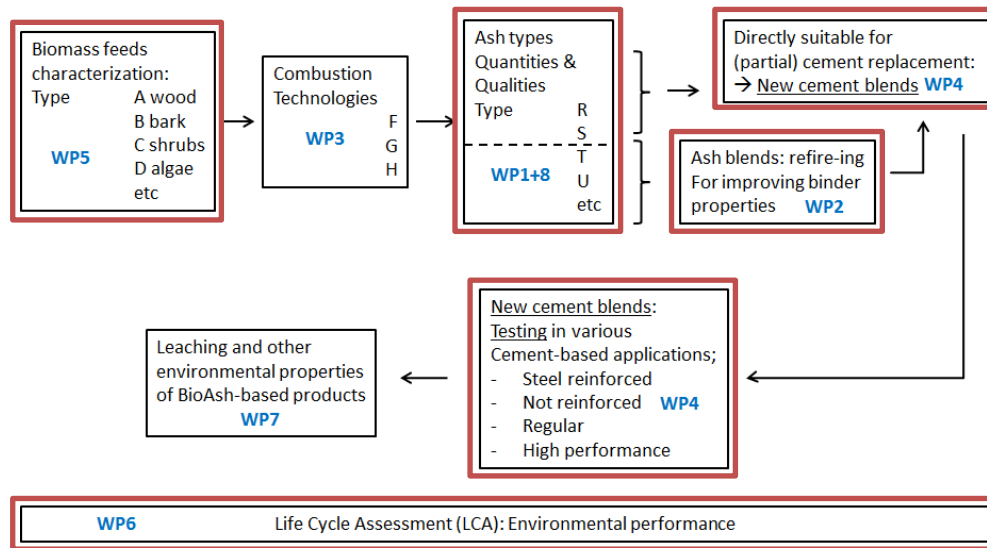 Biomass feeds
characterization:
Type A wood
B bark
WP5 C shrubs
D algae
etc
Combustion
Technologies
F
WP3 G
H
Ash types
Quantities &
Qualities
Type R
S
WP1+8 T
U
etc
Directly suitable for
(partial) cement replacement:
→ New cement blends WP4
Ash blends: refire-ing
For improving binder
properties WP2
New cement blends:
Testing in various
Cement-based applications;
- Steel reinforced
- Not reinforced WP4
- Regular
- High performance
Leaching and other
environmental properties
of BioAsh-based products
WP7
WP6 Life Cycle Assessment (LCA): Environmental performance